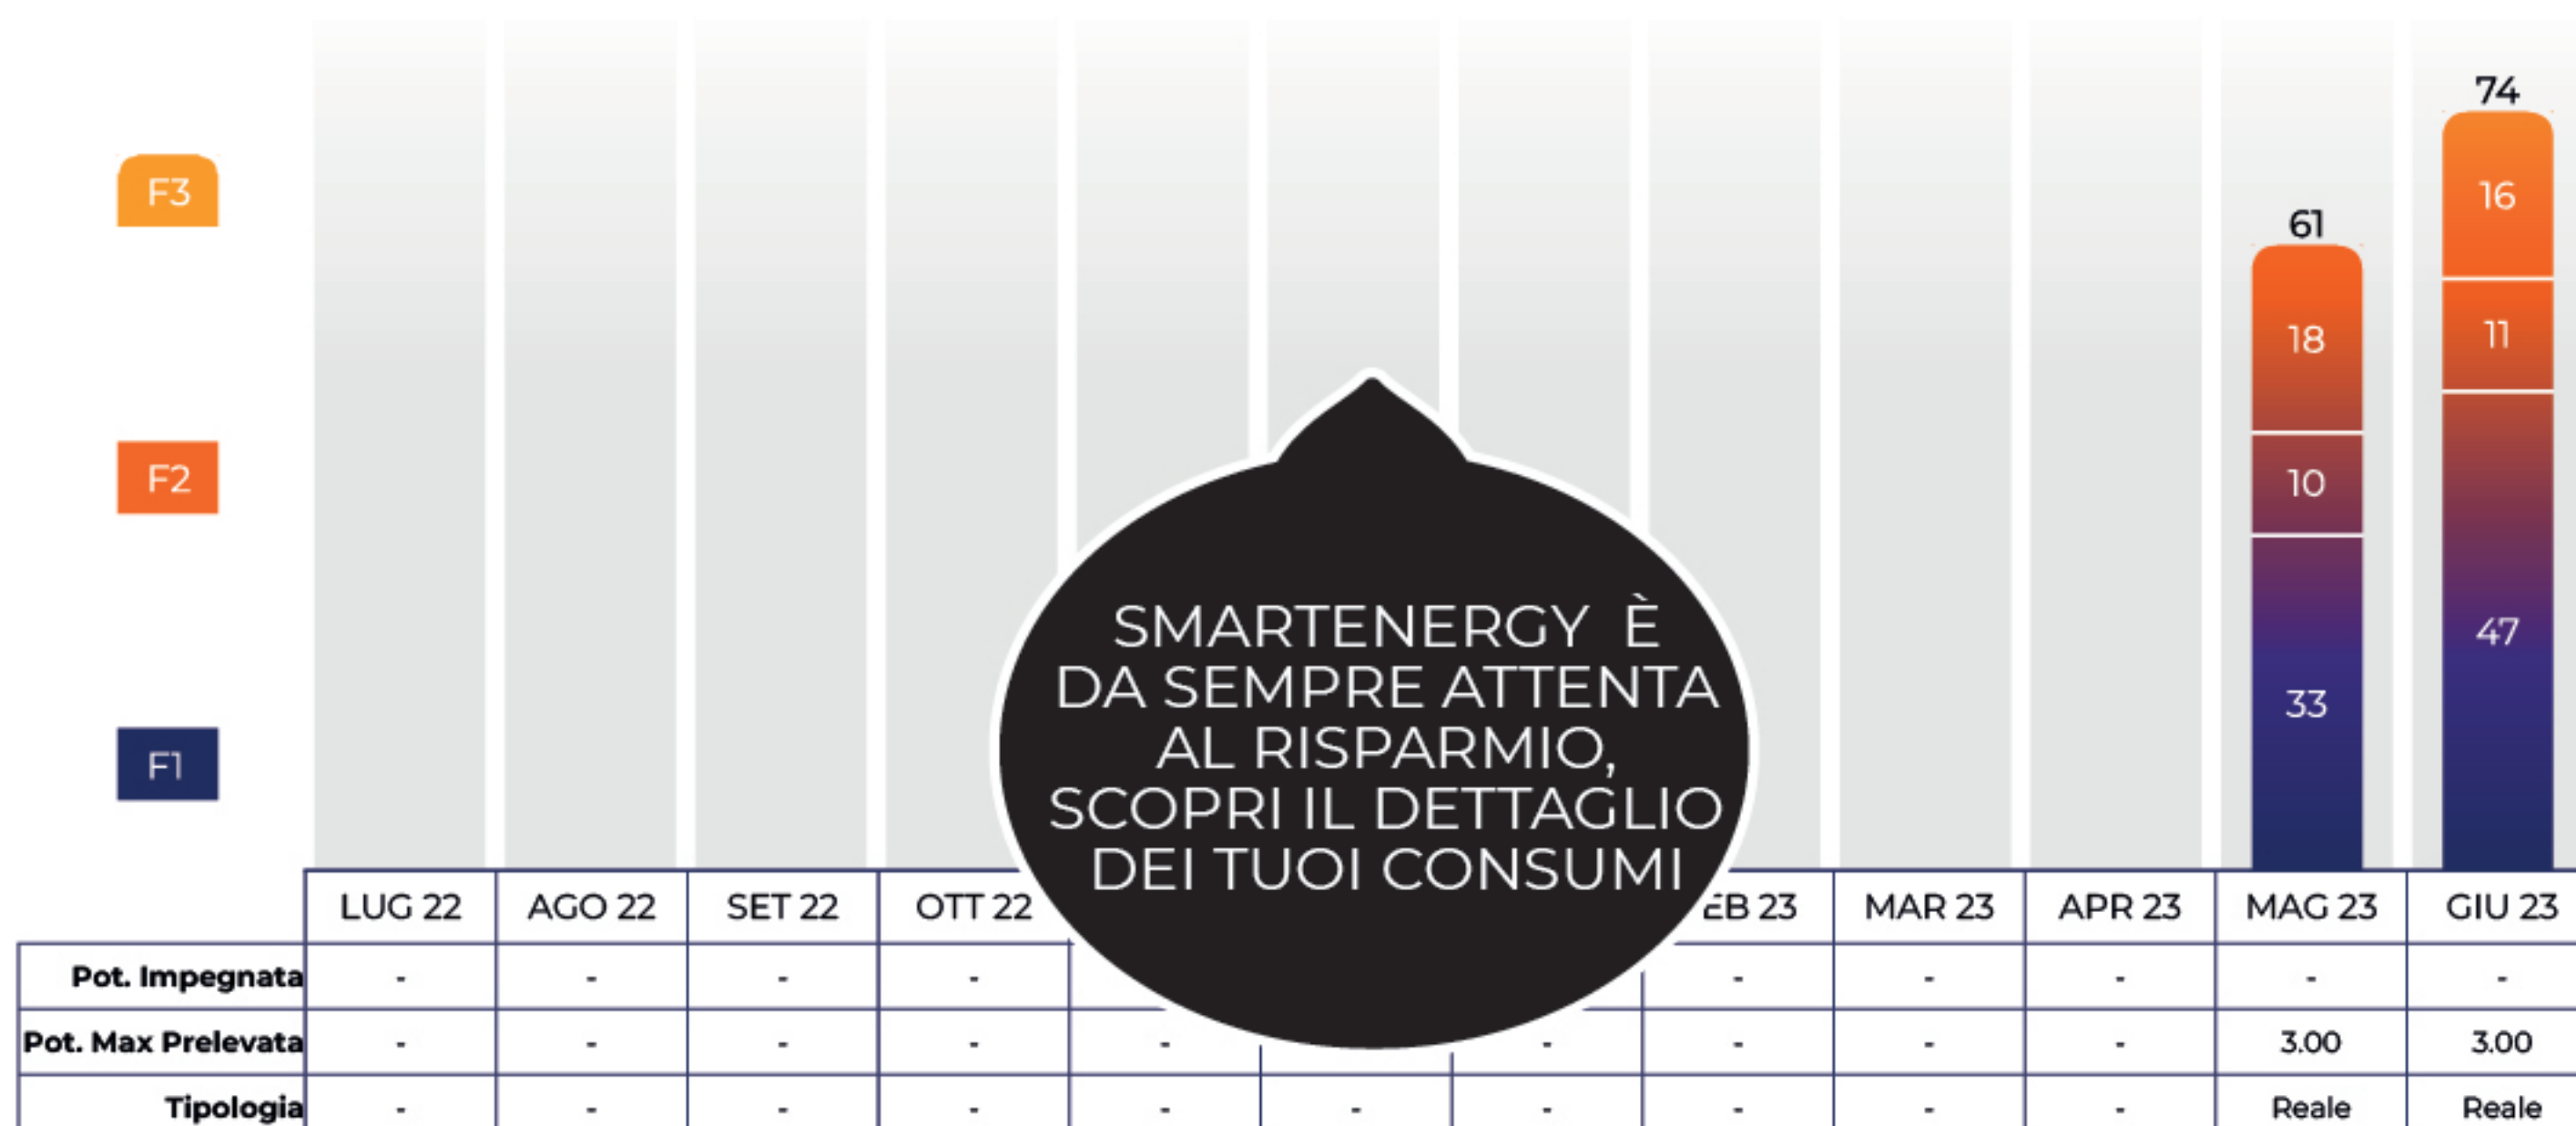 74
F3
16
61
11
18
F2
10
SMARTENERGY È
DA SEMPRE ATTENTA
47
AL RISPARMIO,
33
F1
SCOPRI IL DETTAGLIO
DEI TUOI CONSUMI
LUG 22 AGO 22 SET 22 OTT 22 EB 23 MAR 23 APR 23 MAG 23 GIU 23
Pot. Impegnata - - - - - - - - -
Pot. Max Prelevata - - - - - - - - - - 3.00 3.00
Tipologia - - - - - - - - - - Reale Reale